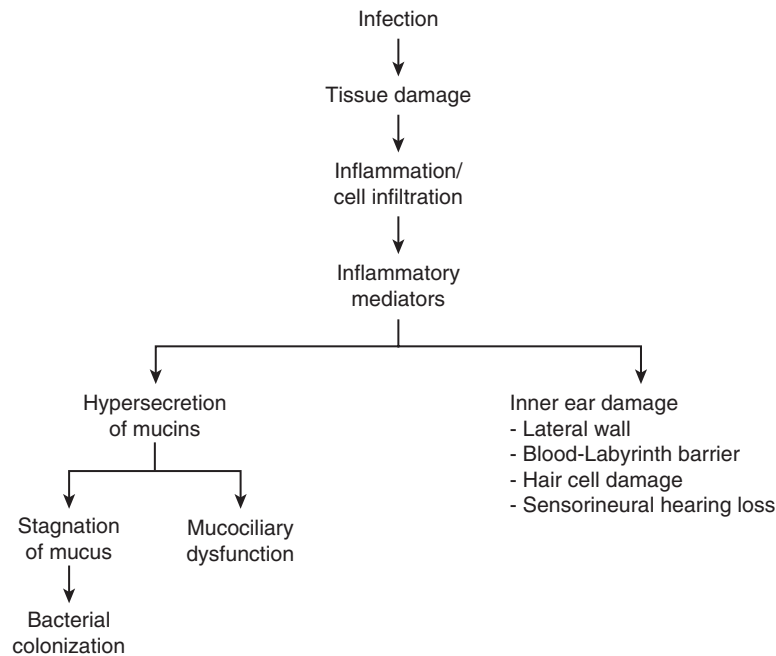 Infection
Tissue damage
Inflammation/
cell infiltration
Inflammatory
mediators
Hypersecretion
of mucins
Inner ear damage
- Lateral wall
- Blood-Labyrinth barrier
- Hair cell damage
- Sensorineural hearing loss
Stagnation
of mucus
Mucociliary
dysfunction
Bacterial
colonization